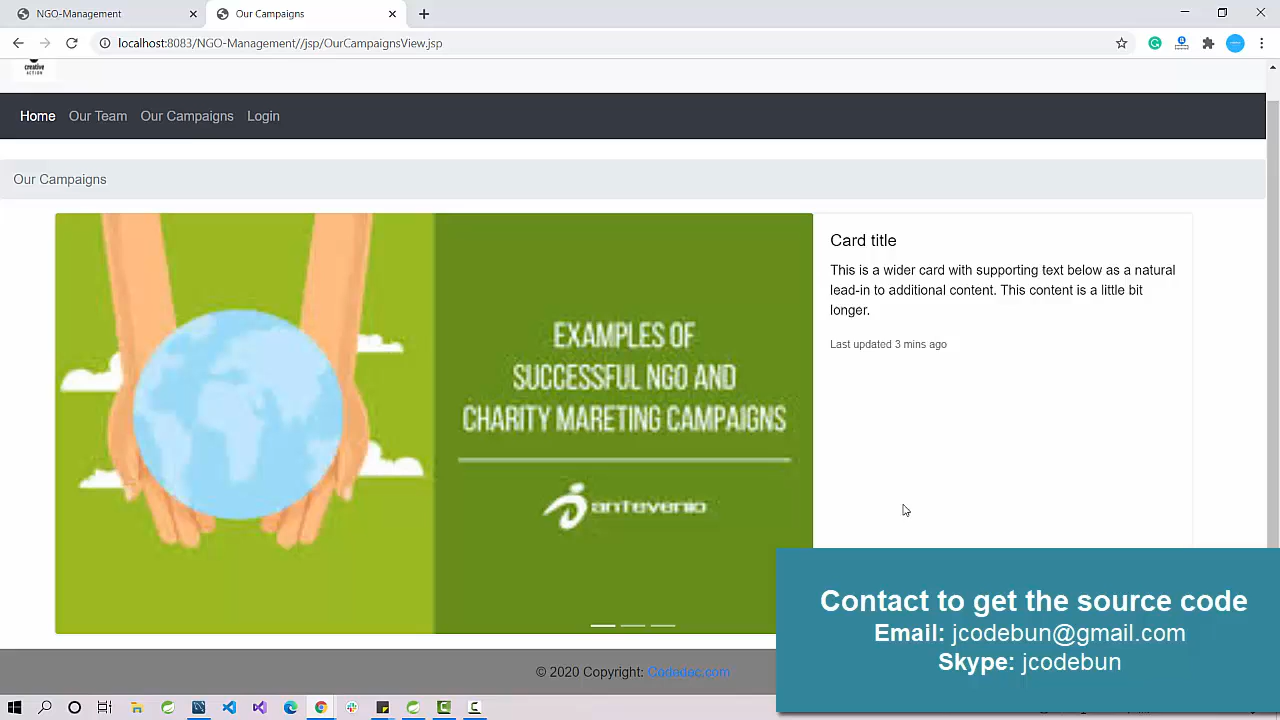 NGO-Management
Our Campaigns
localhost:8083/NGO-Management//jsp/OurCampaignsView.jsp
creative
ACTION
Home Our Team Our Campaigns Login
Our Campaigns
EXAMPLES OF
SUCCESSFUL NGO AND
CHARITY MARETING CAMPAIGNS
antevenio
Card title
This is a wider card with supporting text below as a natural
lead-in to additional content. This content is a little bit
longer.
Last updated 3 mins ago
Contact to get the source code
Email: jcodebun@gmail.com
Skype: jcodebun
© 2020 Copyright: Codedec.com